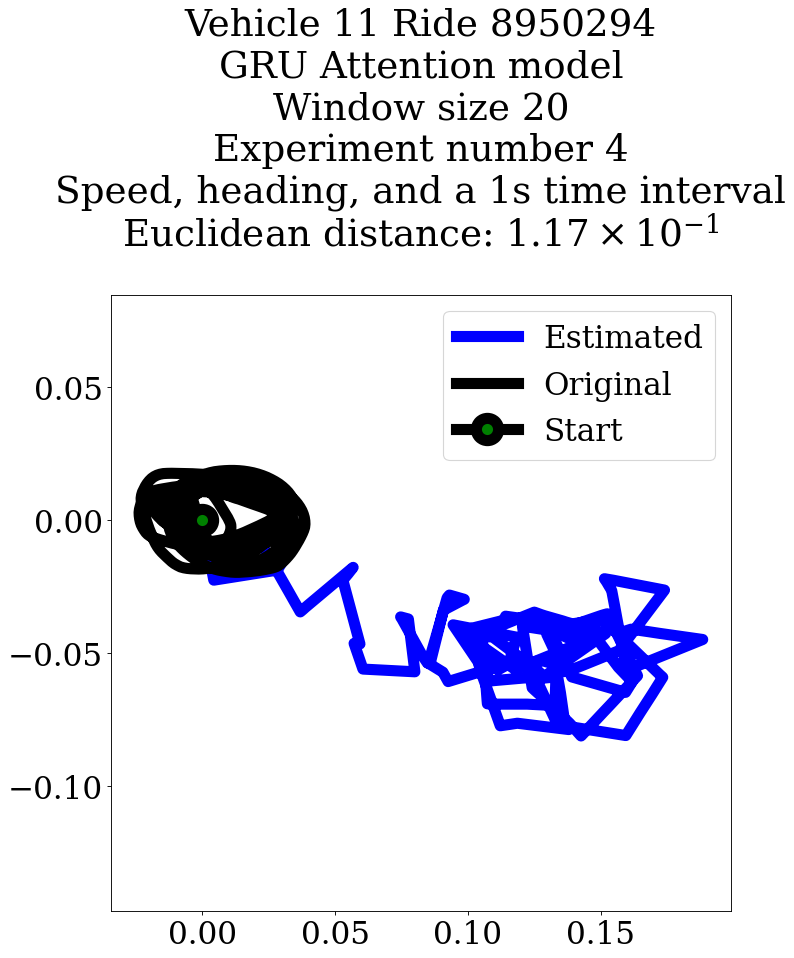 Vehicle 11 Ride 8950294
GRU Attention model
Window size 20
Experiment number 4
Speed, heading, and a 1s time interval
Euclidean distance: 1.17 × 10⁻¹
Estimated
Original
Start
0.05
0.00
−0.05
−0.10
0.00 0.05 0.10 0.15